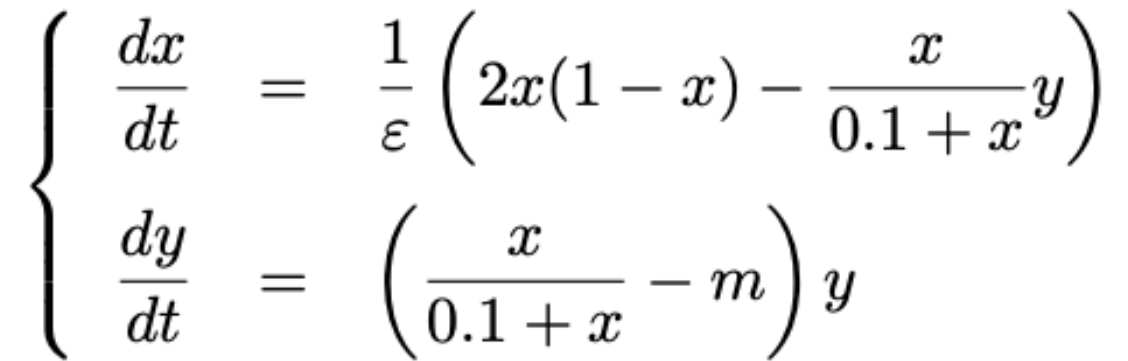 dx/dt = 1/ε (2x(1 − x) − x/(0.1 + x) y)
dy/dt = (x/(0.1 + x) − m) y